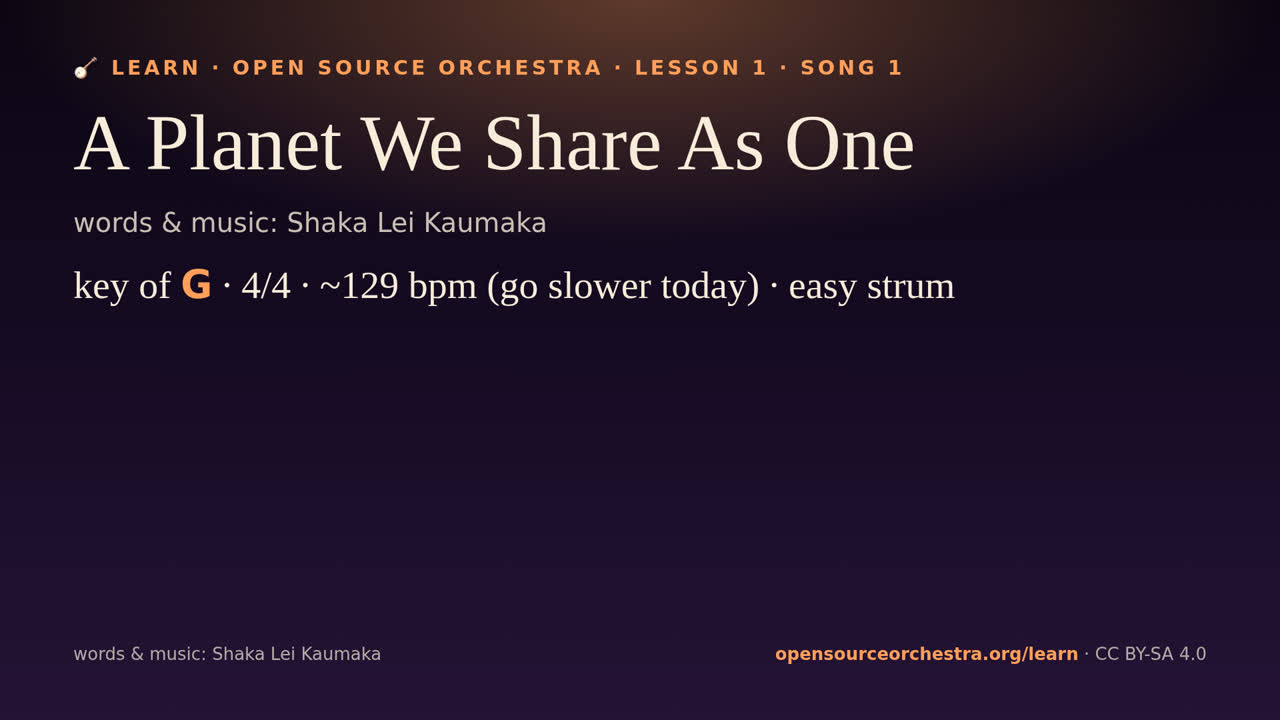 LEARN · OPEN SOURCE ORCHESTRA · LESSON 1 · SONG 1
A Planet We Share As One
words & music: Shaka Lei Kaumaka
key of G · 4/4 · ~129 bpm (go slower today) · easy strum
words & music: Shaka Lei Kaumaka
opensourceorchestra.org/learn · CC BY-SA 4.0